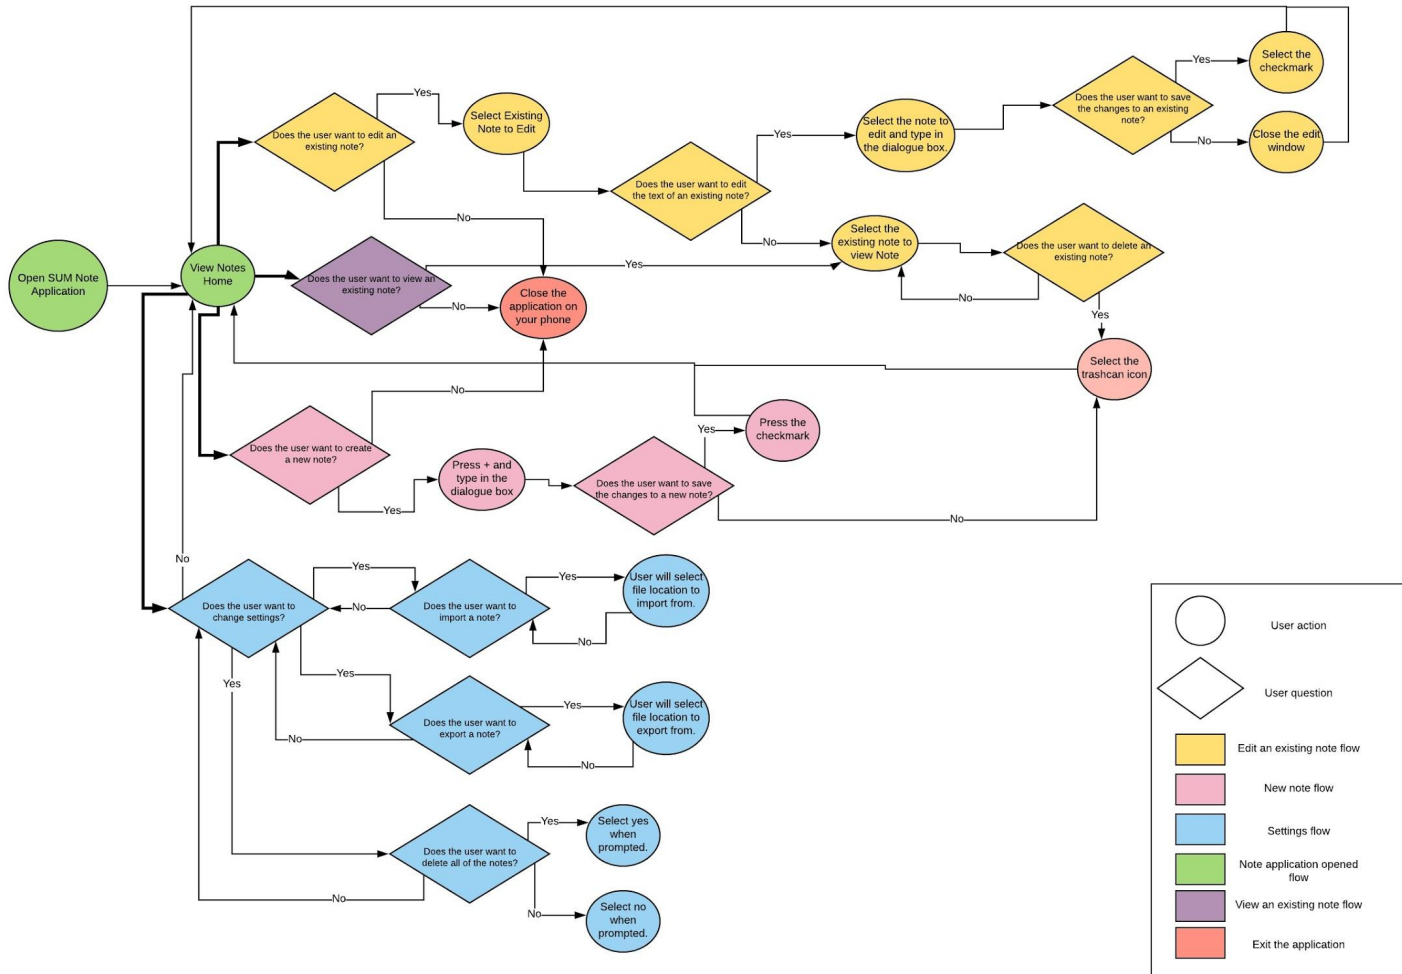 Select the
checkmark
Yes
Does the user want to save
the changes to an existing
note?
No
Close the edit
window
Yes
Does the user want to edit an
existing note?
Select Existing
Note to Edit
Yes
Select the note to
edit and type in
the dialogue box.
Does the user want to edit
the text of an existing note?
No
No
Select the
existing note to
view Note
Does the user want to delete an
existing note?
No
Yes
Open SUM Note
Application
View Notes
Home
Does the user want to view an
existing note?
Yes
No
Close the
application on
your phone
Select the
trashcan icon
No
Does the user want to create
a new note?
Yes
Press + and
type in the
dialogue box
Does the user want to save
the changes to a new note?
Yes
Press the
checkmark
No
No
Does the user want to
change settings?
Yes
No
Does the user want to
import a note?
Yes
User will select
file location to
import from.
No
Yes
Yes
No
Does the user want to
export a note?
Yes
User will select
file location to
export from.
No
Does the user want to
delete all of the notes?
No
Yes
Select yes
when
prompted.
No
Select no
when
prompted.
User action
User question
Edit an existing note flow
New note flow
Settings flow
Note application opened
flow
View an existing note flow
Exit the application